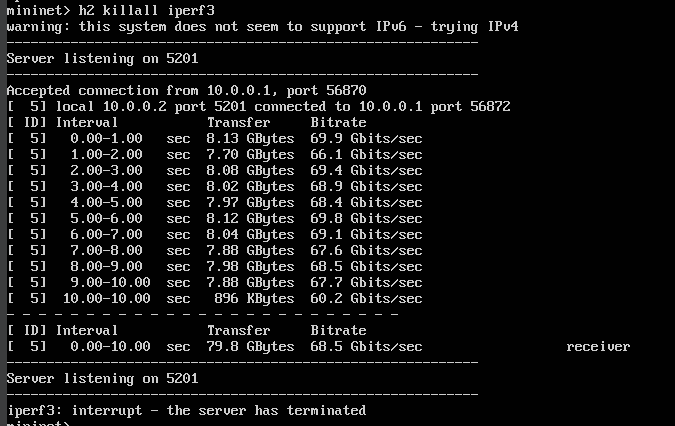 mininet> h2 killall iperf3
warning: this system does not seem to support IPv6 - trying IPv4
-----------------------------------------------------------
Server listening on 5201
-----------------------------------------------------------
Accepted connection from 10.0.0.1, port 56870
[  5] local 10.0.0.2 port 5201 connected to 10.0.0.1 port 56872
[ ID] Interval           Transfer     Bitrate
[  5]   0.00-1.00   sec  8.13 GBytes  69.9 Gbits/sec
[  5]   1.00-2.00   sec  7.70 GBytes  66.1 Gbits/sec
[  5]   2.00-3.00   sec  8.08 GBytes  69.4 Gbits/sec
[  5]   3.00-4.00   sec  8.02 GBytes  68.9 Gbits/sec
[  5]   4.00-5.00   sec  7.97 GBytes  68.4 Gbits/sec
[  5]   5.00-6.00   sec  8.12 GBytes  69.8 Gbits/sec
[  5]   6.00-7.00   sec  8.04 GBytes  69.1 Gbits/sec
[  5]   7.00-8.00   sec  7.88 GBytes  67.6 Gbits/sec
[  5]   8.00-9.00   sec  7.98 GBytes  68.5 Gbits/sec
[  5]   9.00-10.00  sec  7.88 GBytes  67.7 Gbits/sec
[  5]  10.00-10.00  sec   896 KBytes  60.2 Gbits/sec
- - - - - - - - - - - - - - - - - - - - - - - - -
[ ID] Interval           Transfer     Bitrate
[  5]   0.00-10.00  sec  79.8 GBytes  68.5 Gbits/sec                  receiver
-----------------------------------------------------------
Server listening on 5201
-----------------------------------------------------------
iperf3: interrupt - the server has terminated
mininet>